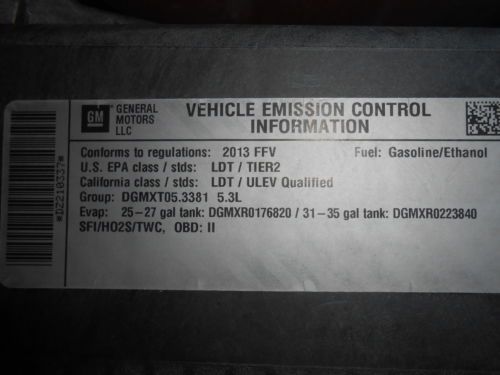 GM
GENERAL
MOTORS
LLC
VEHICLE EMISSION CONTROL
INFORMATION
Conforms to regulations: 2013 FFV Fuel: Gasoline/Ethanol
U.S. EPA class / stds: LDT / TIER2
California class / stds: LDT / ULEV Qualified
Group: DGMXT05.3381 5.3L
Evap: 25-27 gal tank: DGMXR0176820 / 31-35 gal tank: DGMXR0223840
SFI/HO2S/TWC, OBD: II
*DZ210337*